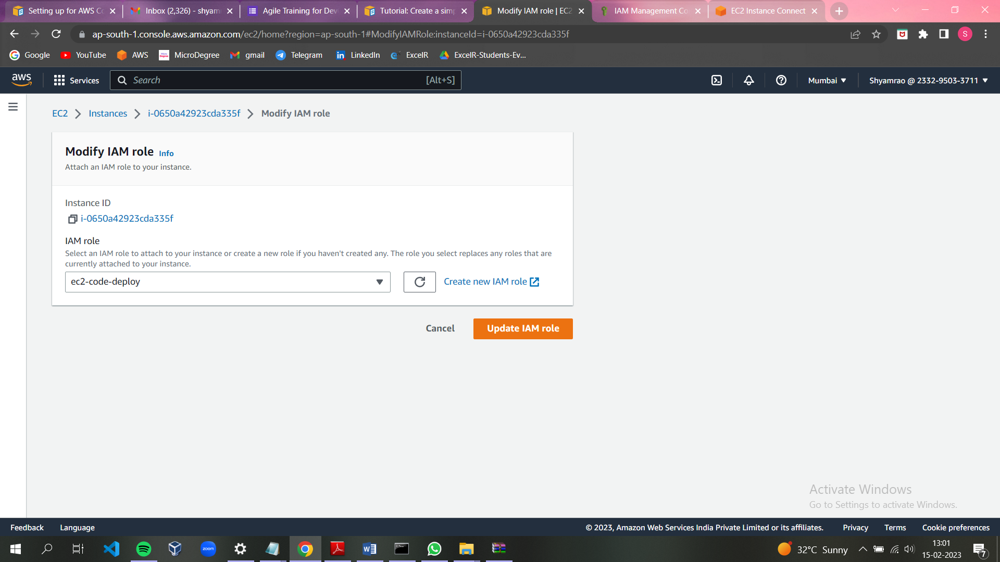 Setting up for AWS Co
Inbox (2,326) - shyam
Agile Training for Dev
Tutorial: Create a simp
Modify IAM role | EC2
IAM Management Co
EC2 Instance Connect
ap-south-1.console.aws.amazon.com/ec2/home?region=ap-south-1#ModifyIAMRole:instanceId=i-0650a42923cda335f
S
Google
YouTube
AWS
MicroDegree
gmail
Telegram
LinkedIn
ExcelR
ExcelR-Students-Ev...
aws
Services
Search
[Alt+S]
Mumbai
Shyamrao @ 2332-9503-3711
EC2
Instances
i-0650a42923cda335f
Modify IAM role
Modify IAM role Info
Attach an IAM role to your instance.
Instance ID
i-0650a42923cda335f
IAM role
Select an IAM role to attach to your instance or create a new role if you haven't created any. The role you select replaces any roles that are
currently attached to your instance.
ec2-code-deploy
Create new IAM role
Cancel
Update IAM role
Activate Windows
Go to Settings to activate Windows.
Feedback
Language
© 2023, Amazon Web Services India Private Limited or its affiliates.
Privacy
Terms
Cookie preferences
zoom
32°C Sunny
13:01
15-02-2023
7